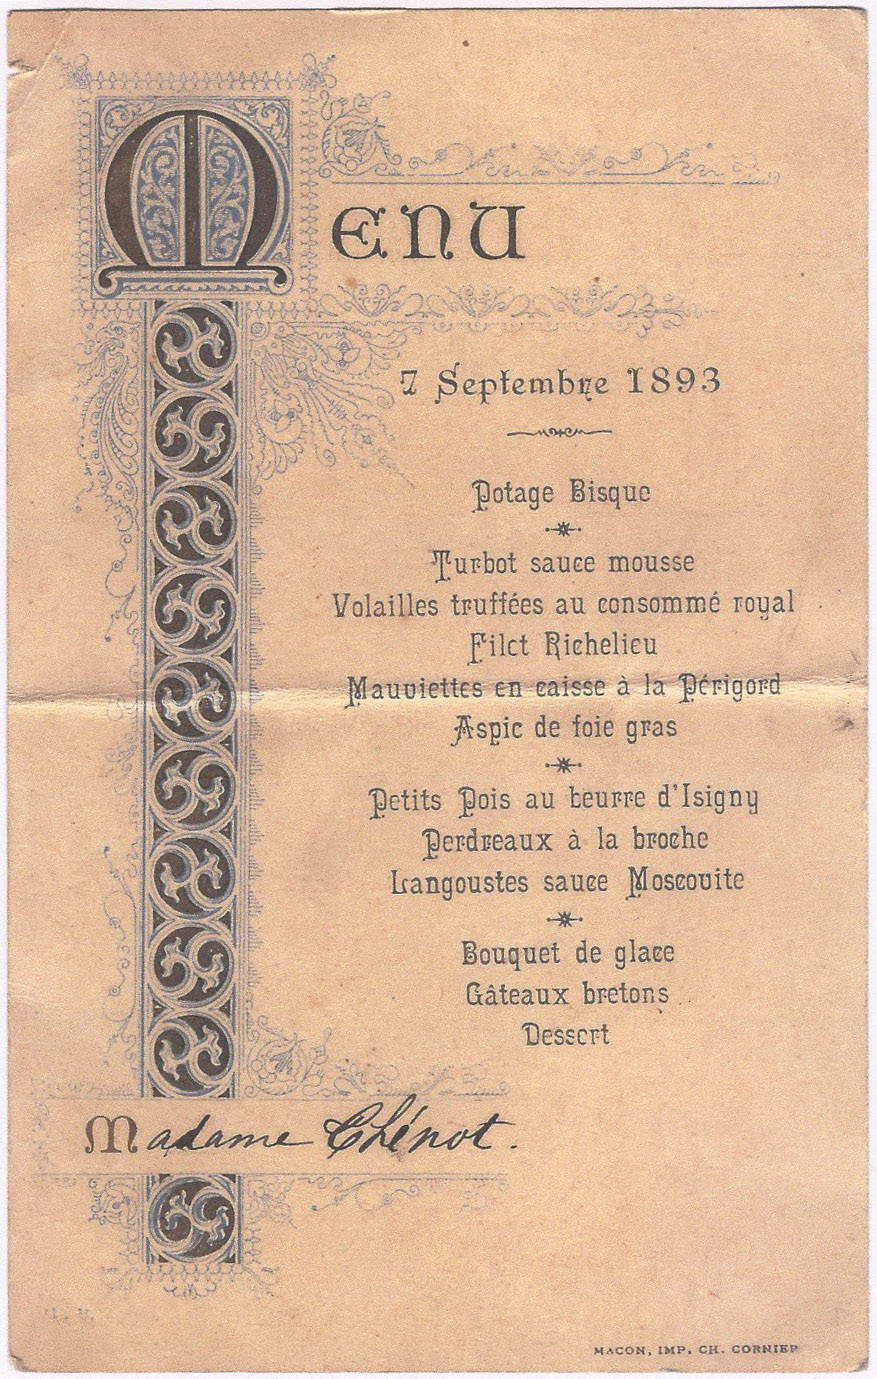 MENU
7 Septembre 1893
Potage Bisque
Turbot sauce mousse
Volailles truffées au consommé royal
Filet Richelieu
Mauviettes en caisse à la Périgord
Aspic de foie gras
Petits Pois au beurre d'Isigny
Perdreaux à la broche
Langoustes sauce Moscovite
Bouquet de glace
Gâteaux bretons
Dessert
Madame Chénot.
MACON, IMP. CH. CORNIER